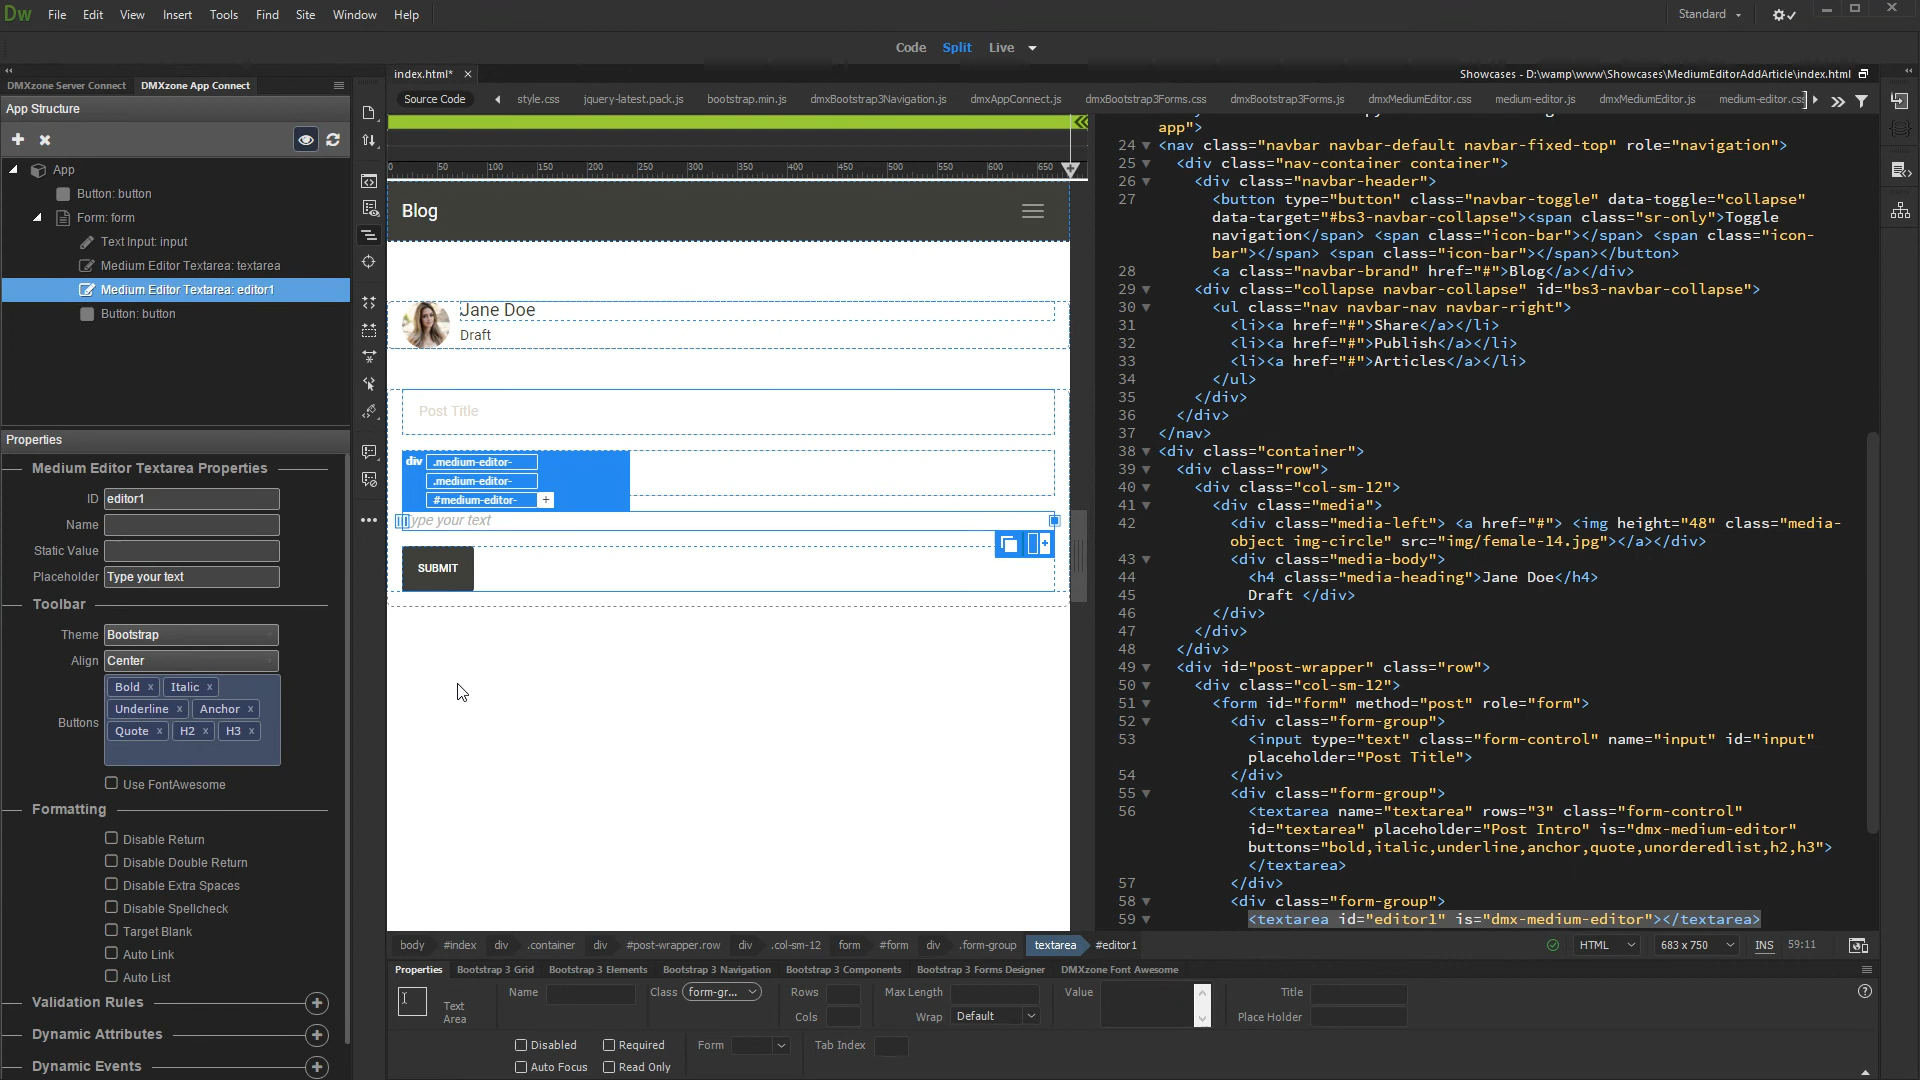 Dw File Edit View Insert Tools Find Site Window Help Standard
Code Split Live
DMXzone Server Connect DMXzone App Connect
App Structure
App
Button: button
Form: form
Text Input: input
Medium Editor Textarea: textarea
Medium Editor Textarea: editor1
Button: button
Properties
Medium Editor Textarea Properties
ID editor1
Name
Static Value
Placeholder Type your text
Toolbar
Theme Bootstrap
Align Center
Buttons
Bold x Italic x
Underline x Anchor x
Quote x H2 x H3 x
Use FontAwesome
Formatting
Disable Return
Disable Double Return
Disable Extra Spaces
Disable Spellcheck
Target Blank
Auto Link
Auto List
Validation Rules
Dynamic Attributes
Dynamic Events
index.html* Showcases - D:\wamp\www\Showcases\MediumEditorAddArticle\index.html
Source Code style.css jquery-latest.pack.js bootstrap.min.js dmxBootstrap3Navigation.js dmxAppConnect.js dmxBootstrap3Forms.css dmxBootstrap3Forms.js dmxMediumEditor.css medium-editor.js dmxMediumEditor.js medium-editor.css
0 50 100 150 200 250 300 350 400 450 500 550 600 650
Blog
Jane Doe
Draft
Post Title
div .medium-editor-
.medium-editor-
#medium-editor- +
ype your text
SUBMIT
app">
24 <nav class="navbar navbar-default navbar-fixed-top" role="navigation">
25 <div class="nav-container container">
26 <div class="navbar-header">
27 <button type="button" class="navbar-toggle" data-toggle="collapse"
data-target="#bs3-navbar-collapse"><span class="sr-only">Toggle
navigation</span> <span class="icon-bar"></span> <span class="icon-
bar"></span> <span class="icon-bar"></span></button>
28 <a class="navbar-brand" href="#">Blog</a></div>
29 <div class="collapse navbar-collapse" id="bs3-navbar-collapse">
30 <ul class="nav navbar-nav navbar-right">
31 <li><a href="#">Share</a></li>
32 <li><a href="#">Publish</a></li>
33 <li><a href="#">Articles</a></li>
34 </ul>
35 </div>
36 </div>
37 </nav>
38 <div class="container">
39 <div class="row">
40 <div class="col-sm-12">
41 <div class="media">
42 <div class="media-left"> <a href="#"> <img height="48" class="media-
object img-circle" src="img/female-14.jpg"></a></div>
43 <div class="media-body">
44 <h4 class="media-heading">Jane Doe</h4>
45 Draft </div>
46 </div>
47 </div>
48 </div>
49 <div id="post-wrapper" class="row">
50 <div class="col-sm-12">
51 <form id="form" method="post" role="form">
52 <div class="form-group">
53 <input type="text" class="form-control" name="input" id="input"
placeholder="Post Title">
54 </div>
55 <div class="form-group">
56 <textarea name="textarea" rows="3" class="form-control"
id="textarea" placeholder="Post Intro" is="dmx-medium-editor"
buttons="bold,italic,underline,anchor,quote,unorderedlist,h2,h3">
</textarea>
57 </div>
58 <div class="form-group">
59 <textarea id="editor1" is="dmx-medium-editor"></textarea>
body #index div .container div #post-wrapper.row div .col-sm-12 form #form div .form-group textarea #editor1 HTML 683 x 750 INS 59:11
Properties Bootstrap 3 Grid Bootstrap 3 Elements Bootstrap 3 Navigation Bootstrap 3 Components Bootstrap 3 Forms Designer DMXzone Font Awesome
Text
Area
Name Class form-gr... Rows Max Length Value Title
Cols Wrap Default Place Holder
Disabled Required Form Tab Index
Auto Focus Read Only